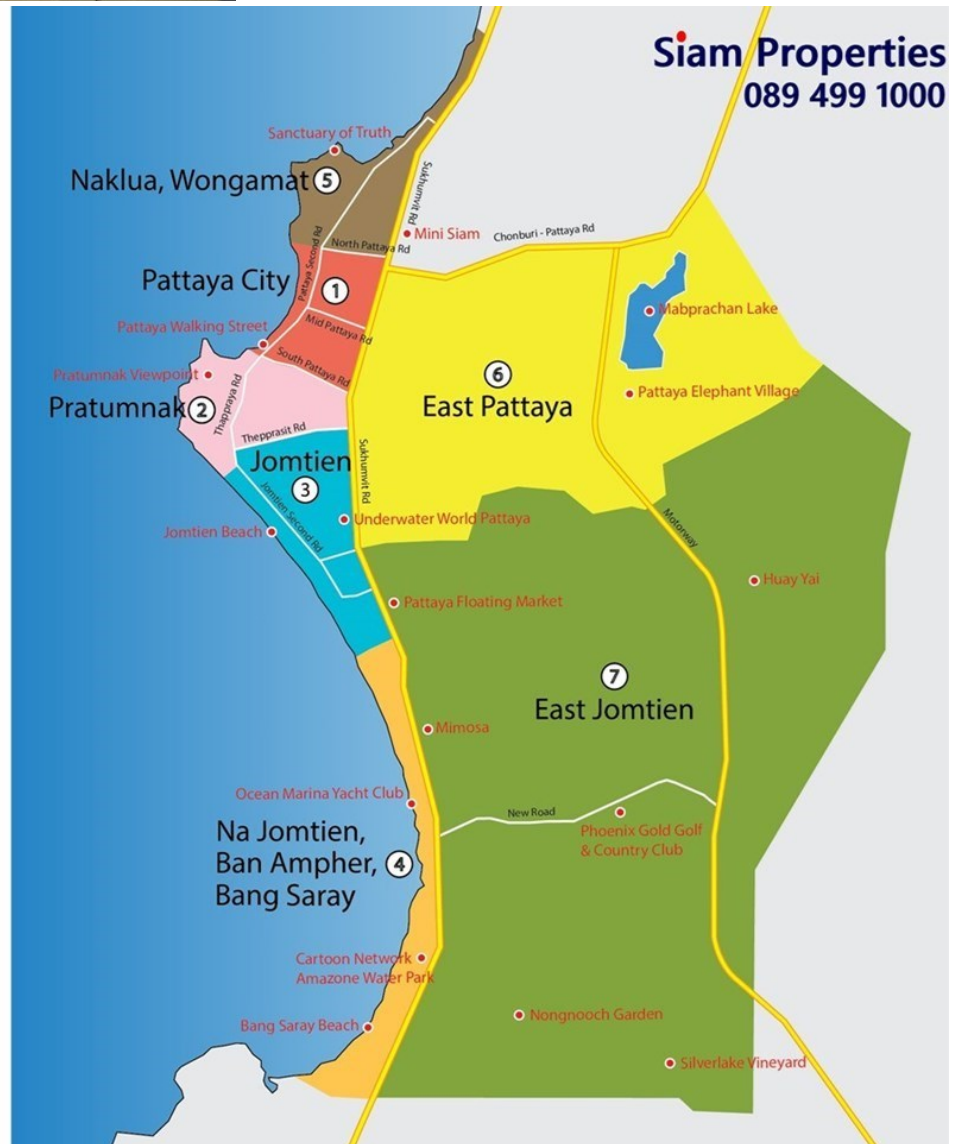 Siam Properties
089 499 1000
Sanctuary of Truth
Naklua, Wongamat 5
Sukhumvit Rd
Mini Siam
Chonburi - Pattaya Rd
North Pattaya Rd
Pattaya Second Rd
Pattaya City
1
Mabprachan Lake
Mid Pattaya Rd
Pattaya Walking Street
South Pattaya Rd
Pratumnak Viewpoint
6
East Pattaya
Pattaya Elephant Village
Pratumnak 2
Thappraya Rd
Thepprasit Rd
Jomtien
3
Sukhumvit Rd
Jomtien Second Rd
Underwater World Pattaya
Jomtien Beach
Motorway
Huay Yai
Pattaya Floating Market
7
East Jomtien
Mimosa
Ocean Marina Yacht Club
New Road
Phoenix Gold Golf
& Country Club
Na Jomtien,
Ban Ampher, 4
Bang Saray
Cartoon Network
Amazone Water Park
Nongnooch Garden
Bang Saray Beach
Silverlake Vineyard